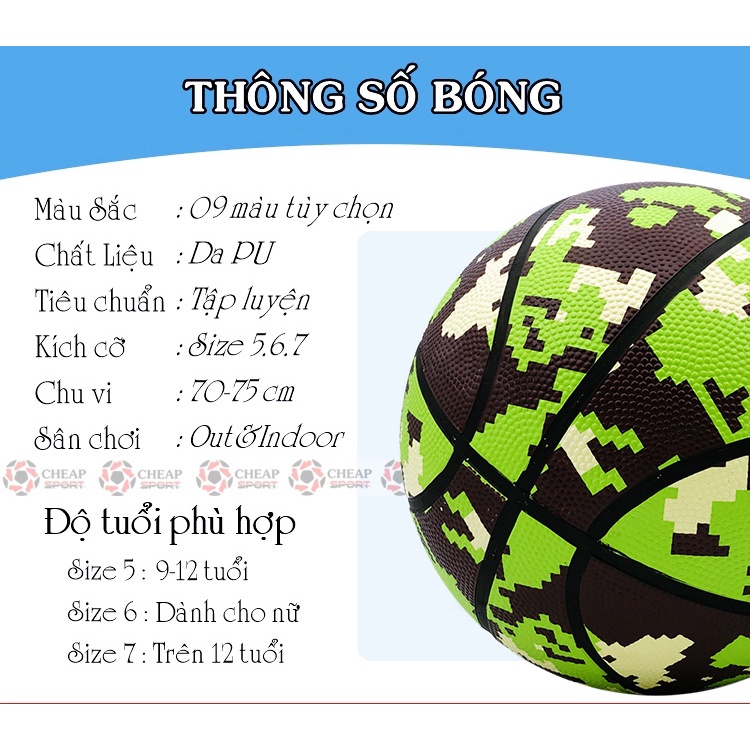 THÔNG SỐ BÓNG
Màu Sắc : 09 màu tùy chọn
Chất Liệu : Da PU
Tiêu chuẩn : Tập luyện
Kích cỡ : Size 5.6.7
Chu vi : 70-75 cm
Sân chơi : Out&Indoor
CHEAP SPORT CHEAP SPORT CHEAP SPORT CHEAP SPORT CHEAP SPORT
Độ tuổi phù hợp
Size 5 : 9-12 tuổi
Size 6 : Dành cho nữ
Size 7 : Trên 12 tuổi